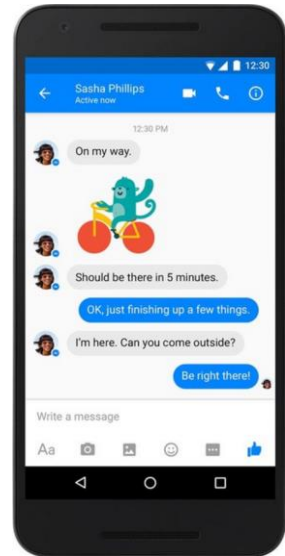 12:30
Sasha Phillips
Active now
12:30 PM
On my way.
Should be there in 5 minutes.
OK, just finishing up a few things.
I'm here. Can you come outside?
Be right there!
Write a message
Aa